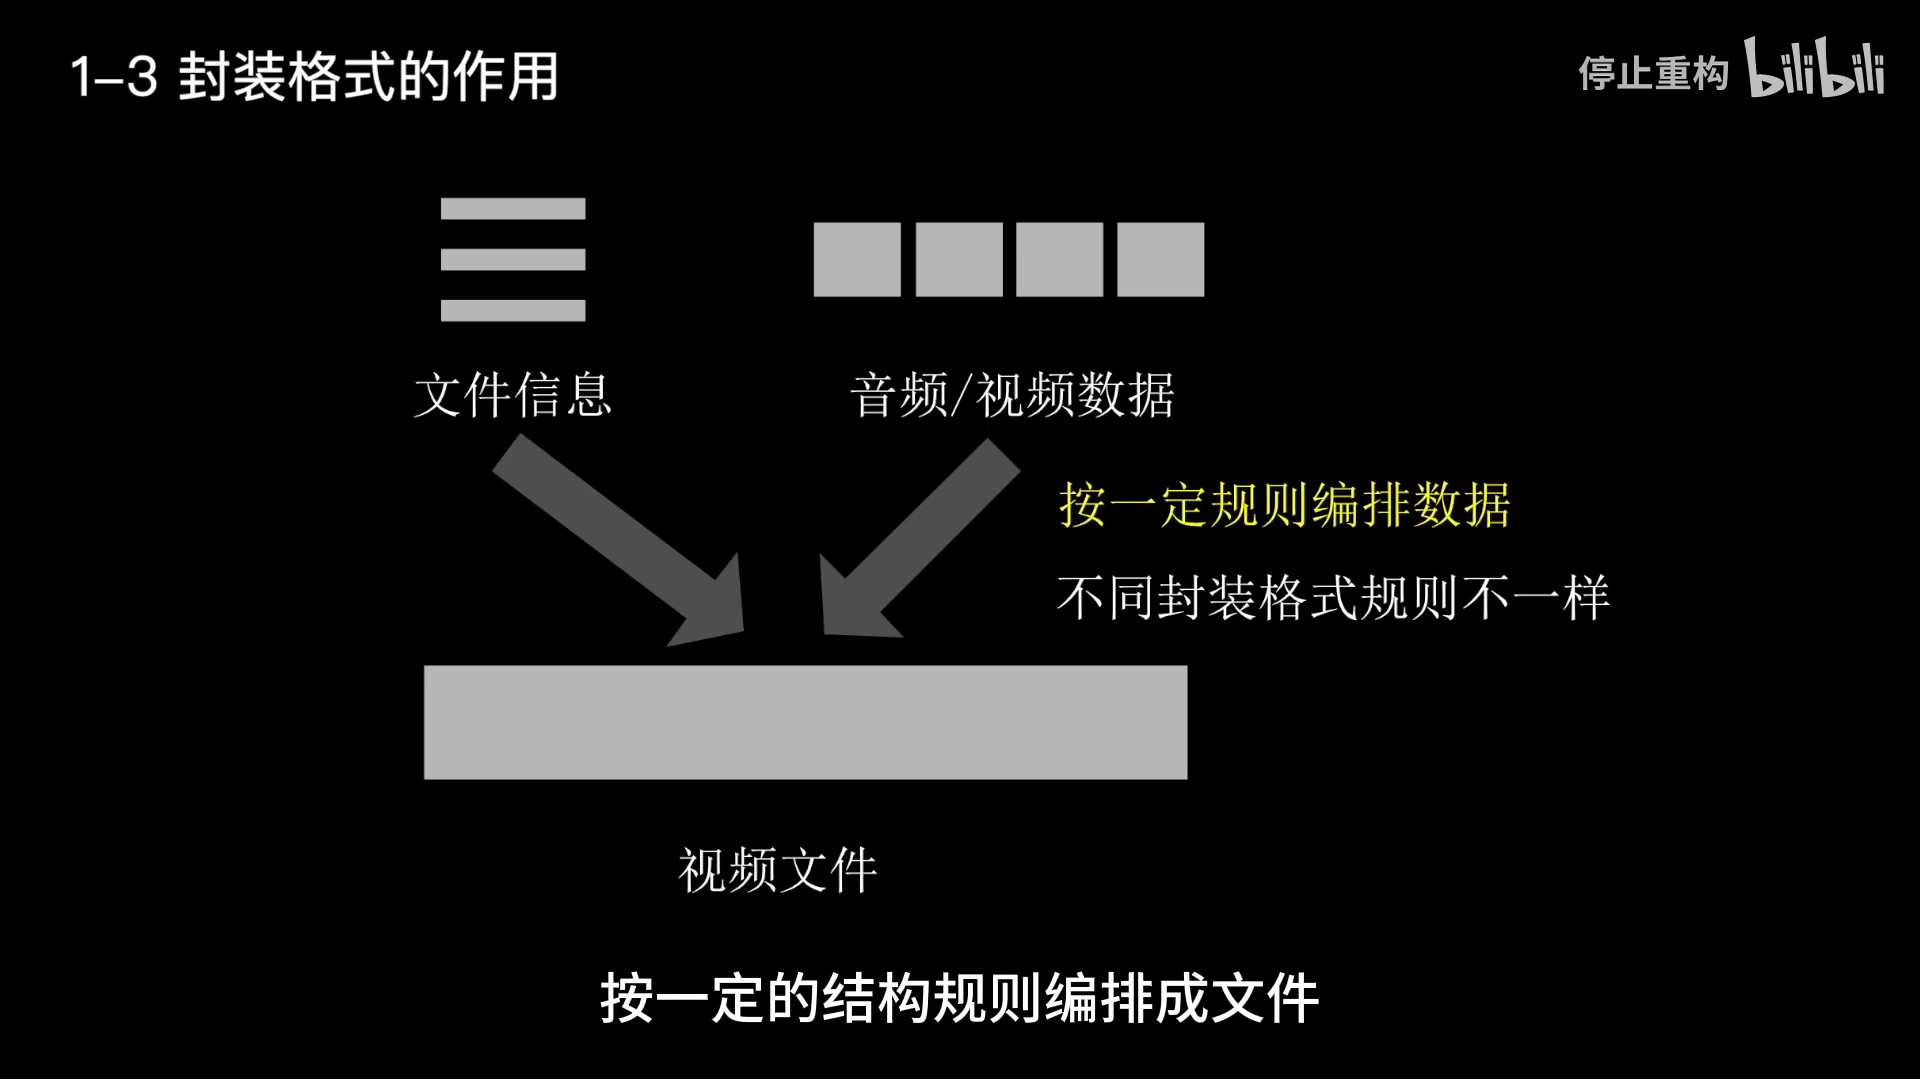 1-3 封装格式的作用
停止重构 bilibili
文件信息
音频/视频数据
按一定规则编排数据
不同封装格式规则不一样
视频文件
按一定的结构规则编排成文件